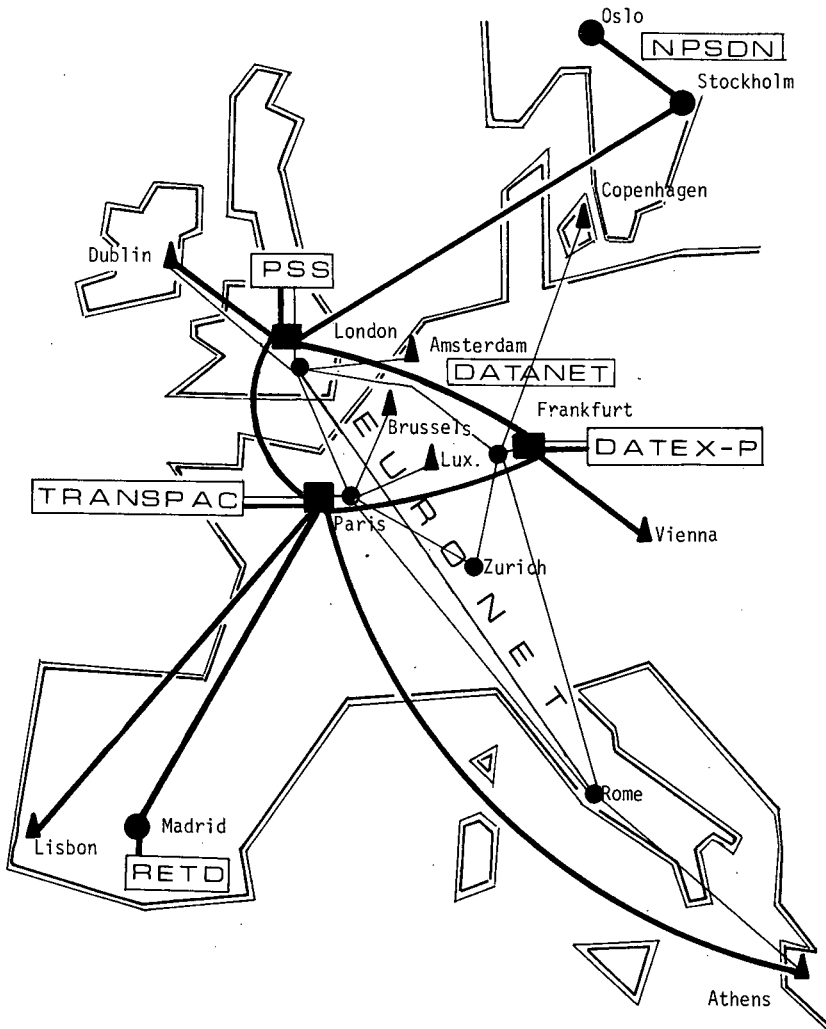 Oslo
NPSDN
Stockholm
Copenhagen
Dublin
PSS
London
Amsterdam
DATANET
Frankfurt
Brussels
DATEX-P
Lux.
TRANSPAC
Paris
Vienna
Zurich
EURONET
Rome
Madrid
Lisbon
RETD
Athens